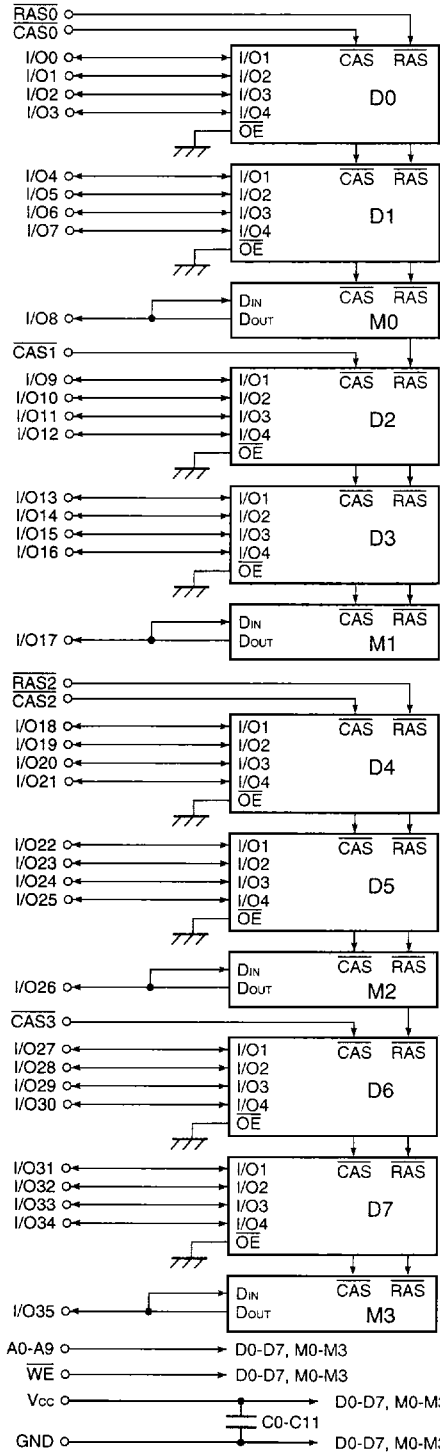 RAS0
CAS0
CAS RAS
I/O0 I/O1
I/O1 I/O2
I/O2 I/O3 D0
I/O3 I/O4
OE
CAS RAS
I/O4 I/O1
I/O5 I/O2
I/O6 I/O3 D1
I/O7 I/O4
OE
DIN CAS RAS
I/O8 DOUT M0
CAS1
CAS RAS
I/O9 I/O1
I/O10 I/O2
I/O11 I/O3 D2
I/O12 I/O4
OE
CAS RAS
I/O13 I/O1
I/O14 I/O2
I/O15 I/O3 D3
I/O16 I/O4
OE
DIN CAS RAS
I/O17 DOUT M1
RAS2
CAS2
CAS RAS
I/O18 I/O1
I/O19 I/O2
I/O20 I/O3 D4
I/O21 I/O4
OE
CAS RAS
I/O22 I/O1
I/O23 I/O2
I/O24 I/O3 D5
I/O25 I/O4
OE
DIN CAS RAS
I/O26 DOUT M2
CAS3
CAS RAS
I/O27 I/O1
I/O28 I/O2
I/O29 I/O3 D6
I/O30 I/O4
OE
CAS RAS
I/O31 I/O1
I/O32 I/O2
I/O33 I/O3 D7
I/O34 I/O4
OE
DIN CAS RAS
I/O35 DOUT M3
A0-A9 D0-D7, M0-M3
WE D0-D7, M0-M3
Vcc D0-D7, M0-M3
C0-C11
GND D0-D7, M0-M3